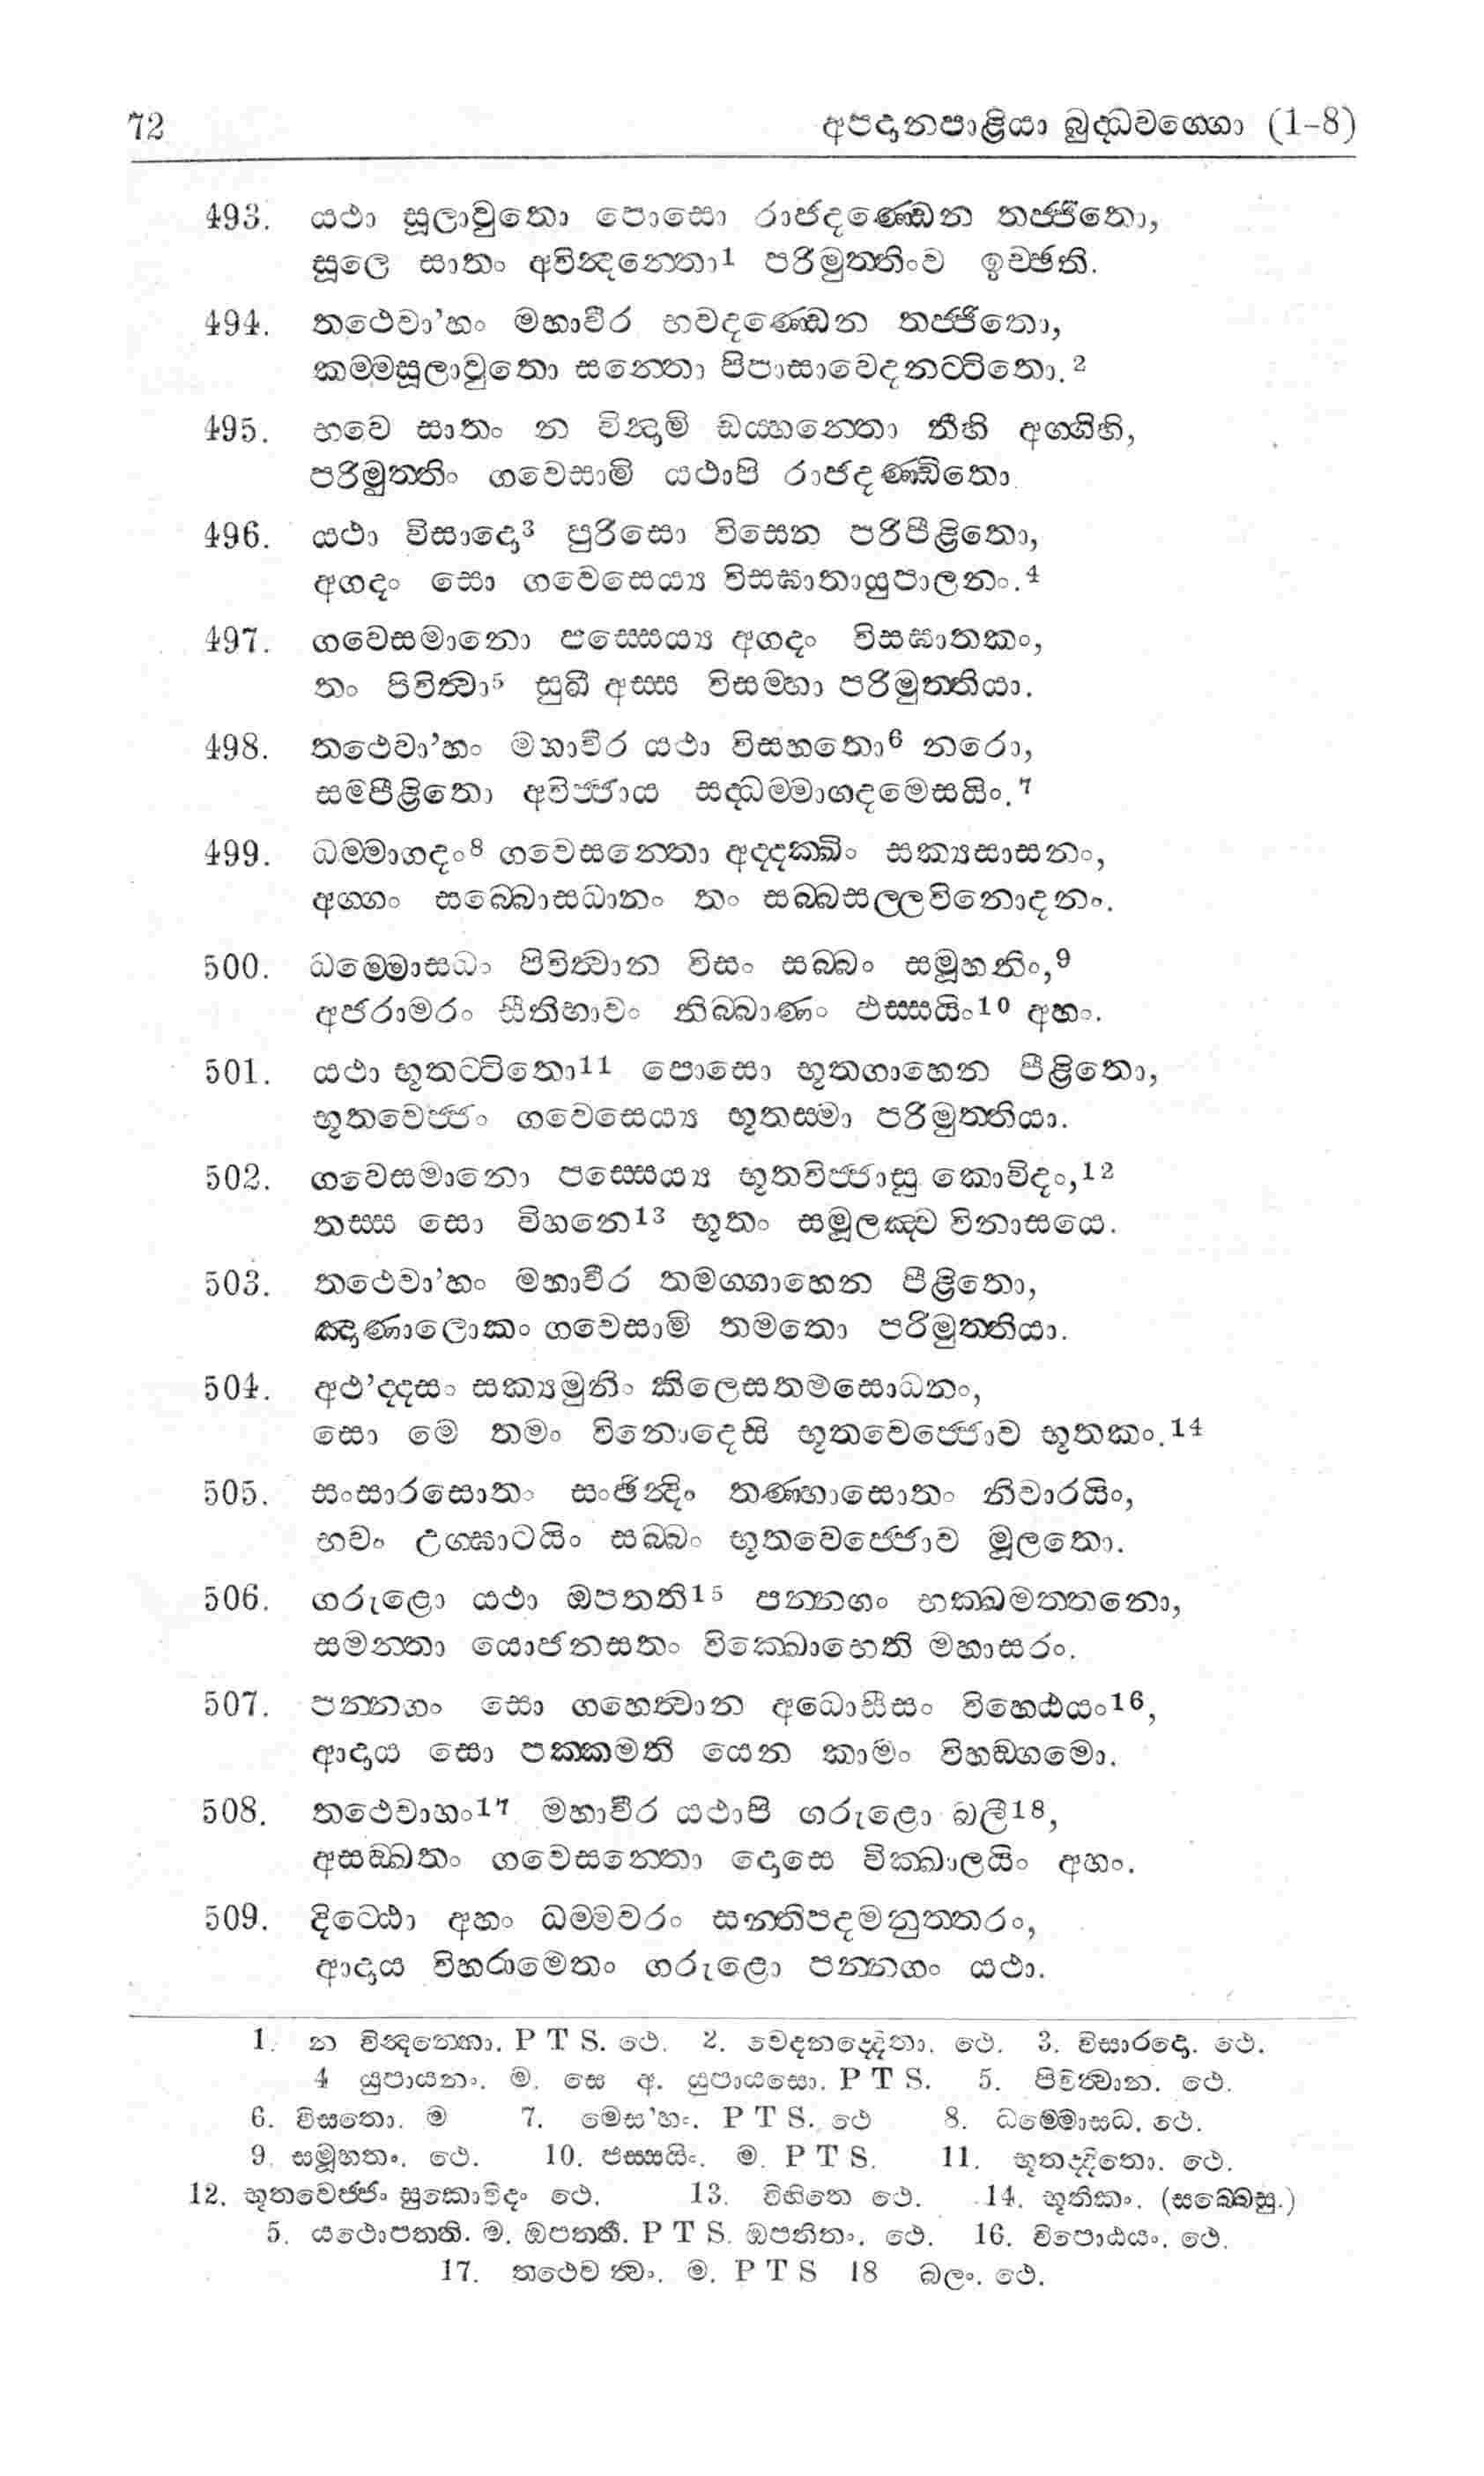 72 අපදානපාළියා බුද්ධවග්ගො (1-8)
493. යථා සූලාවුතො පොසො රාජදණ්ඩෙන තජ්ජිතො,
සූලෙ සාතං අවින්දන්තො1 පරිමුත්තිංව ඉච්ඡති.
494. තථෙවා’හං මහාවීර භවදණ්ඩෙන තජ්ජිතො,
කම්මසූලාවුතො සන්තො පිපාසාවෙදනට්ටිතො. 2
495. භවෙ සාතං න වින්දාමි ඩය්හන්තො තීහි අග්ගිහි,
පරිමුත්තිං ගවෙසාමි යථාපි රාජදණ්ඩිතො
496. යථා විසාදො3 පුරිසො විසෙන පරිපීළිතො,
අගදං සො ගවෙසෙය්‍ය විසඝාතායුපාලනං.4
497. ගවෙසමානො පස්සෙය්‍ය අගදං විසඝාතකං,
තං පිවිත්වා5 සුඛී අස්ස විසම්හා පරිමුත්තියා.
498. තථෙවා’හං මහාවීර යථා විසහතො6 නරො,
සම්පීළිතො අවිජ්ජාය සද්ධම්මාගදමෙසයිං.7
499. ධම්මාගදං8 ගවෙසන්තො අද්දක්ඛිං සක්‍යසාසනං,
අග්ගං සබ්බොසධානං තං සබ්බසල්ලවිනොදනං.
500. ධම්මොසධං පිවිත්වාන විසං සබ්බං සමූහනිං,9
අජරාමරං සීතිභාවං නිබ්බාණං ඵස්සයිං10 අහං.
501. යථා භූතට්ටිතො11 පොසො භූතගාහෙන පීළිතො,
භූතවෙජ්ජං ගවෙසෙය්‍ය භූතස්මා පරිමුත්තියා.
502. ගවෙසමානො පස්සෙය්‍ය භූතවිජ්ජාසු කොවිදං,12
තස්ස සො විහනෙ13 භූතං සමූලඤ්ච විනාසයෙ.
503. තථෙවා’හං මහාවීර තමග්ගාහෙන පීළිතො,
ඤාණාලොකං ගවෙසාමි තමතො පරිමුත්තියා.
504. අථ’ද්දසං සක්‍යමුනිං කිලෙසතමසොධනං,
සො මෙ තමං විනොදෙසි භූතවෙජ්ජොව භූතකං.14
505. සංසාරසොතං සංඡින්දිං තණ්හාසොතං නිවාරයිං,
භවං උග්ඝාටයිං සබ්බං භූතවෙජ්ජොව මූලතො.
506. ගරුළො යථා ඔපතති15 පන්නගං භක්ඛමත්තනො,
සමන්තා යොජනසතං වික්ඛොභෙති මහාසරං.
507. පන්නගං සො ගහෙත්වාන අධොසීසං විහෙඨයං16,
ආදාය සො පක්කමති යෙන කාමං විහඞ්ගමො.
508. තථෙවාහං17 මහාවීර යථාපි ගරුළො බලී18,
අසඞ්ඛතං ගවෙසන්තො දොසෙ වික්ඛාලයිං අහං.
509. දිට්ඨො අහං ධම්මවරං සන්තිපදමනුත්තරං,
ආදාය විහරාමෙතං ගරුළො පන්නගං යථා.
1. න වින්දන්තො. P T S. ථෙ. 2. වෙදනද්දෙිතා. ථෙ. 3. විසාරදො. ථෙ.
4 යුපායනං. ම. සෙ අ. යුපායසො. P T S. 5. පිවිත්වාන. ථෙ.
6. විසතො. ම 7. මෙස’හං. P T S. ථෙ 8. ධම්මොසධ. ථෙ.
9. සමූහතං. ථෙ. 10. පස්සයිං. ම. P T S. 11. භූතද්දිතො. ථෙ.
12. භූතවෙජ්ජං සුකොවිදං ථෙ. 13. විහිතෙ ථෙ. 14. භූතිකං. (සබ්බෙසු.)
5. යථොපතති. ම. ඔපතතී. P T S. ඔපතිතං. ථෙ. 16. විපොඨයං. ථෙ.
17. තථෙව ත්වං. ම. P T S 18 බලං. ථෙ.